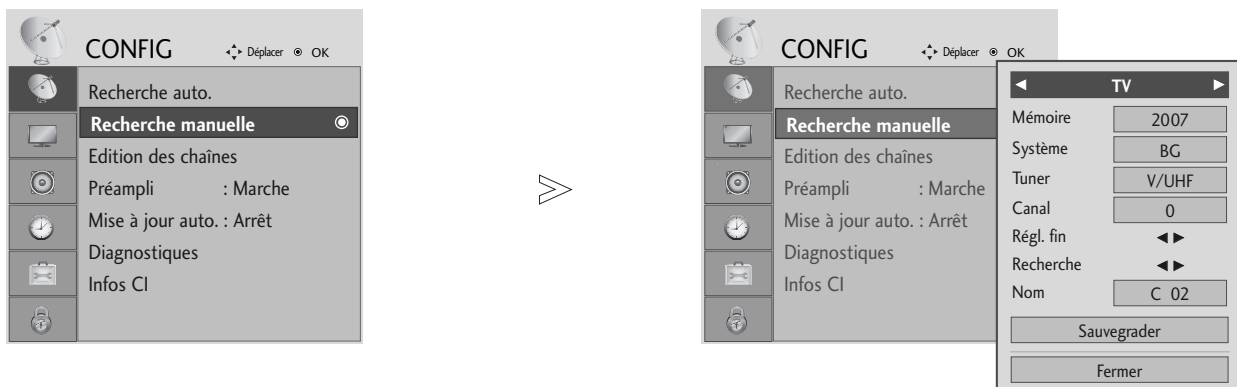 CONFIG Déplacer OK
Recherche auto.
Recherche manuelle
Edition des chaînes
Préampli : Marche
Mise à jour auto. : Arrêt
Diagnostiques
Infos CI
CONFIG Déplacer OK
Recherche auto.
Recherche manuelle
Edition des chaînes
Préampli : Marche
Mise à jour auto. : Arrêt
Diagnostiques
Infos CI
TV
Mémoire 2007
Système BG
Tuner V/UHF
Canal 0
Régl. fin
Recherche
Nom C 02
Sauvegrader
Fermer